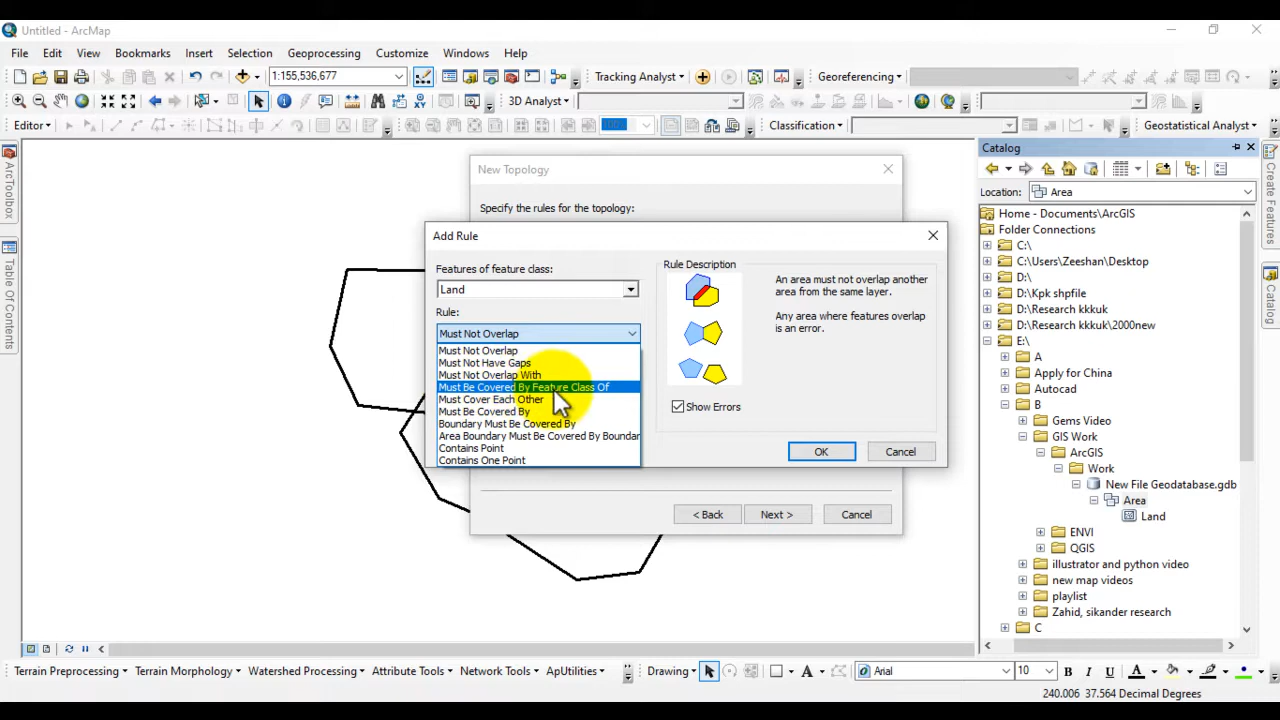 Untitled - ArcMap
File Edit View Bookmarks Insert Selection Geoprocessing Customize Windows Help
1:155,536,677 Tracking Analyst Georeferencing
3D Analyst
Editor 100% Classification Geostatistical Analyst
ArcToolbox
Table Of Contents
New Topology
Specify the rules for the topology:
Add Rule
Features of feature class:
Land
Rule:
Must Not Overlap
Must Not Overlap
Must Not Have Gaps
Must Not Overlap With
Must Be Covered By Feature Class Of
Must Cover Each Other
Must Be Covered By
Boundary Must Be Covered By
Area Boundary Must Be Covered By Boundar
Contains Point
Contains One Point
Rule Description
An area must not overlap another
area from the same layer.
Any area where features overlap
is an error.
Show Errors
OK Cancel
< Back Next > Cancel
Catalog
Location: Area
Home - Documents\ArcGIS
Folder Connections
C:\
C:\Users\Zeeshan\Desktop
D:\
D:\Kpk shpfile
D:\Research kkkuk
D:\Research kkkuk\2000new
E:\
A
Apply for China
Autocad
B
Gems Video
GIS Work
ArcGIS
Work
New File Geodatabase.gdb
Area
Land
ENVI
QGIS
illustrator and python video
new map videos
playlist
Zahid, sikander research
C
Create Features
Catalog
Terrain Preprocessing Terrain Morphology Watershed Processing Attribute Tools Network Tools ApUtilities Drawing Arial 10 B I U A
240.006 37.564 Decimal Degrees